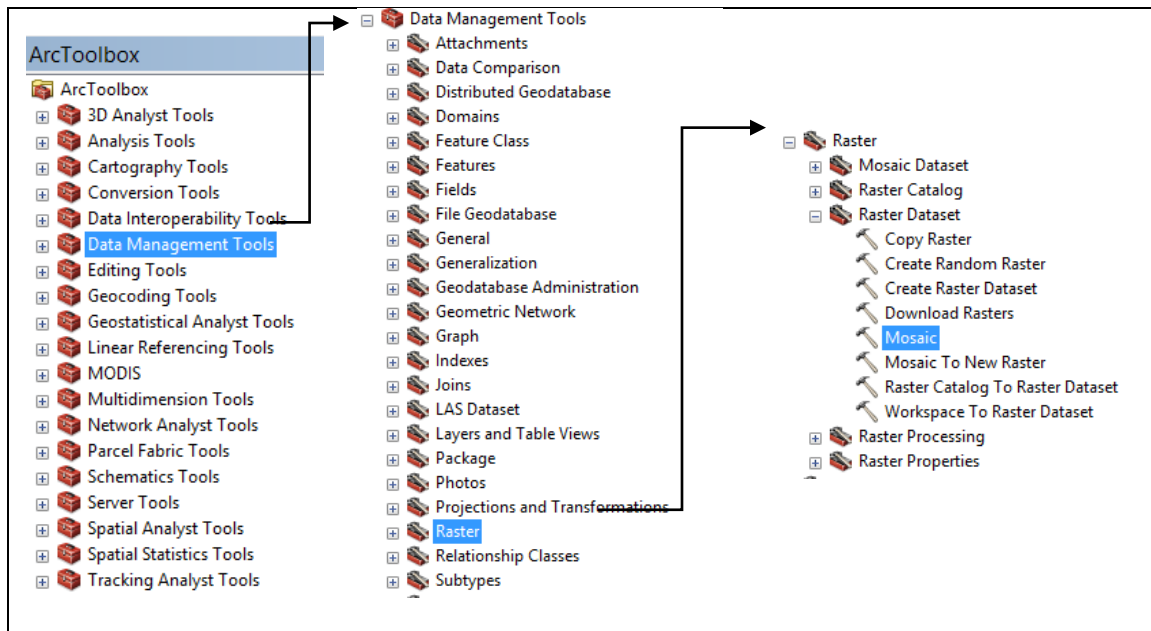 ArcToolbox
ArcToolbox
3D Analyst Tools
Analysis Tools
Cartography Tools
Conversion Tools
Data Interoperability Tools
Data Management Tools
Editing Tools
Geocoding Tools
Geostatistical Analyst Tools
Linear Referencing Tools
MODIS
Multidimension Tools
Network Analyst Tools
Parcel Fabric Tools
Schematics Tools
Server Tools
Spatial Analyst Tools
Spatial Statistics Tools
Tracking Analyst Tools
Data Management Tools
Attachments
Data Comparison
Distributed Geodatabase
Domains
Feature Class
Features
Fields
File Geodatabase
General
Generalization
Geodatabase Administration
Geometric Network
Graph
Indexes
Joins
LAS Dataset
Layers and Table Views
Package
Photos
Projections and Transformations
Raster
Relationship Classes
Subtypes
Raster
Mosaic Dataset
Raster Catalog
Raster Dataset
Copy Raster
Create Random Raster
Create Raster Dataset
Download Rasters
Mosaic
Mosaic To New Raster
Raster Catalog To Raster Dataset
Workspace To Raster Dataset
Raster Processing
Raster Properties